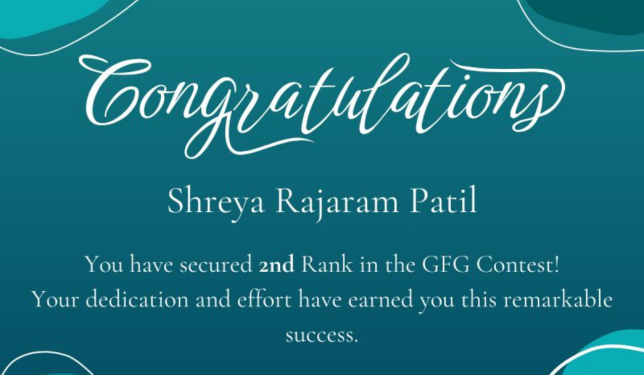 Congratulations
Shreya Rajaram Patil
You have secured 2nd Rank in the GFG Contest!
Your dedication and effort have earned you this remarkable
success.